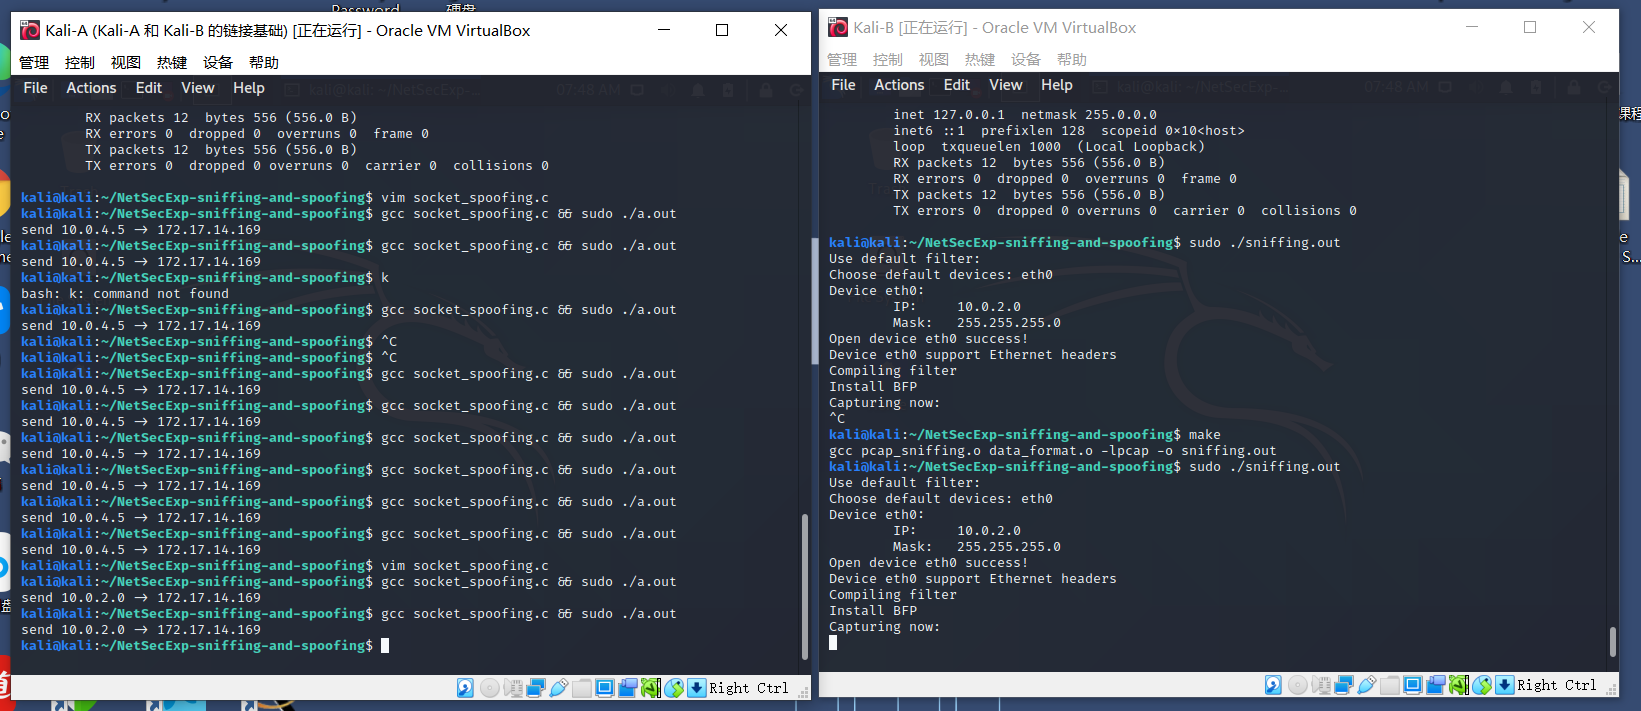 Password
硬盘
Kali-A (Kali-A 和 Kali-B 的链接基础) [正在运行] - Oracle VM VirtualBox
管理 控制 视图 热键 设备 帮助
File Actions Edit View Help
RX packets 12 bytes 556 (556.0 B)
RX errors 0 dropped 0 overruns 0 frame 0
TX packets 12 bytes 556 (556.0 B)
TX errors 0 dropped 0 overruns 0 carrier 0 collisions 0
kali@kali:~/NetSecExp-sniffing-and-spoofing$ vim socket_spoofing.c
kali@kali:~/NetSecExp-sniffing-and-spoofing$ gcc socket_spoofing.c && sudo ./a.out
send 10.0.4.5 → 172.17.14.169
kali@kali:~/NetSecExp-sniffing-and-spoofing$ gcc socket_spoofing.c && sudo ./a.out
send 10.0.4.5 → 172.17.14.169
kali@kali:~/NetSecExp-sniffing-and-spoofing$ k
bash: k: command not found
kali@kali:~/NetSecExp-sniffing-and-spoofing$ gcc socket_spoofing.c && sudo ./a.out
send 10.0.4.5 → 172.17.14.169
kali@kali:~/NetSecExp-sniffing-and-spoofing$ ^C
kali@kali:~/NetSecExp-sniffing-and-spoofing$ ^C
kali@kali:~/NetSecExp-sniffing-and-spoofing$ gcc socket_spoofing.c && sudo ./a.out
send 10.0.4.5 → 172.17.14.169
kali@kali:~/NetSecExp-sniffing-and-spoofing$ gcc socket_spoofing.c && sudo ./a.out
send 10.0.4.5 → 172.17.14.169
kali@kali:~/NetSecExp-sniffing-and-spoofing$ gcc socket_spoofing.c && sudo ./a.out
send 10.0.4.5 → 172.17.14.169
kali@kali:~/NetSecExp-sniffing-and-spoofing$ gcc socket_spoofing.c && sudo ./a.out
send 10.0.4.5 → 172.17.14.169
kali@kali:~/NetSecExp-sniffing-and-spoofing$ gcc socket_spoofing.c && sudo ./a.out
send 10.0.4.5 → 172.17.14.169
kali@kali:~/NetSecExp-sniffing-and-spoofing$ gcc socket_spoofing.c && sudo ./a.out
send 10.0.4.5 → 172.17.14.169
kali@kali:~/NetSecExp-sniffing-and-spoofing$ vim socket_spoofing.c
kali@kali:~/NetSecExp-sniffing-and-spoofing$ gcc socket_spoofing.c && sudo ./a.out
send 10.0.2.0 → 172.17.14.169
kali@kali:~/NetSecExp-sniffing-and-spoofing$ gcc socket_spoofing.c && sudo ./a.out
send 10.0.2.0 → 172.17.14.169
kali@kali:~/NetSecExp-sniffing-and-spoofing$
Right Ctrl
Kali-B [正在运行] - Oracle VM VirtualBox
管理 控制 视图 热键 设备 帮助
File Actions Edit View Help
inet 127.0.0.1 netmask 255.0.0.0
inet6 ::1 prefixlen 128 scopeid 0×10<host>
loop txqueuelen 1000 (Local Loopback)
RX packets 12 bytes 556 (556.0 B)
RX errors 0 dropped 0 overruns 0 frame 0
TX packets 12 bytes 556 (556.0 B)
TX errors 0 dropped 0 overruns 0 carrier 0 collisions 0
kali@kali:~/NetSecExp-sniffing-and-spoofing$ sudo ./sniffing.out
Use default filter:
Choose default devices: eth0
Device eth0:
IP: 10.0.2.0
Mask: 255.255.255.0
Open device eth0 success!
Device eth0 support Ethernet headers
Compiling filter
Install BFP
Capturing now:
^C
kali@kali:~/NetSecExp-sniffing-and-spoofing$ make
gcc pcap_sniffing.o data_format.o -lpcap -o sniffing.out
kali@kali:~/NetSecExp-sniffing-and-spoofing$ sudo ./sniffing.out
Use default filter:
Choose default devices: eth0
Device eth0:
IP: 10.0.2.0
Mask: 255.255.255.0
Open device eth0 success!
Device eth0 support Ethernet headers
Compiling filter
Install BFP
Capturing now:
Right Ctrl